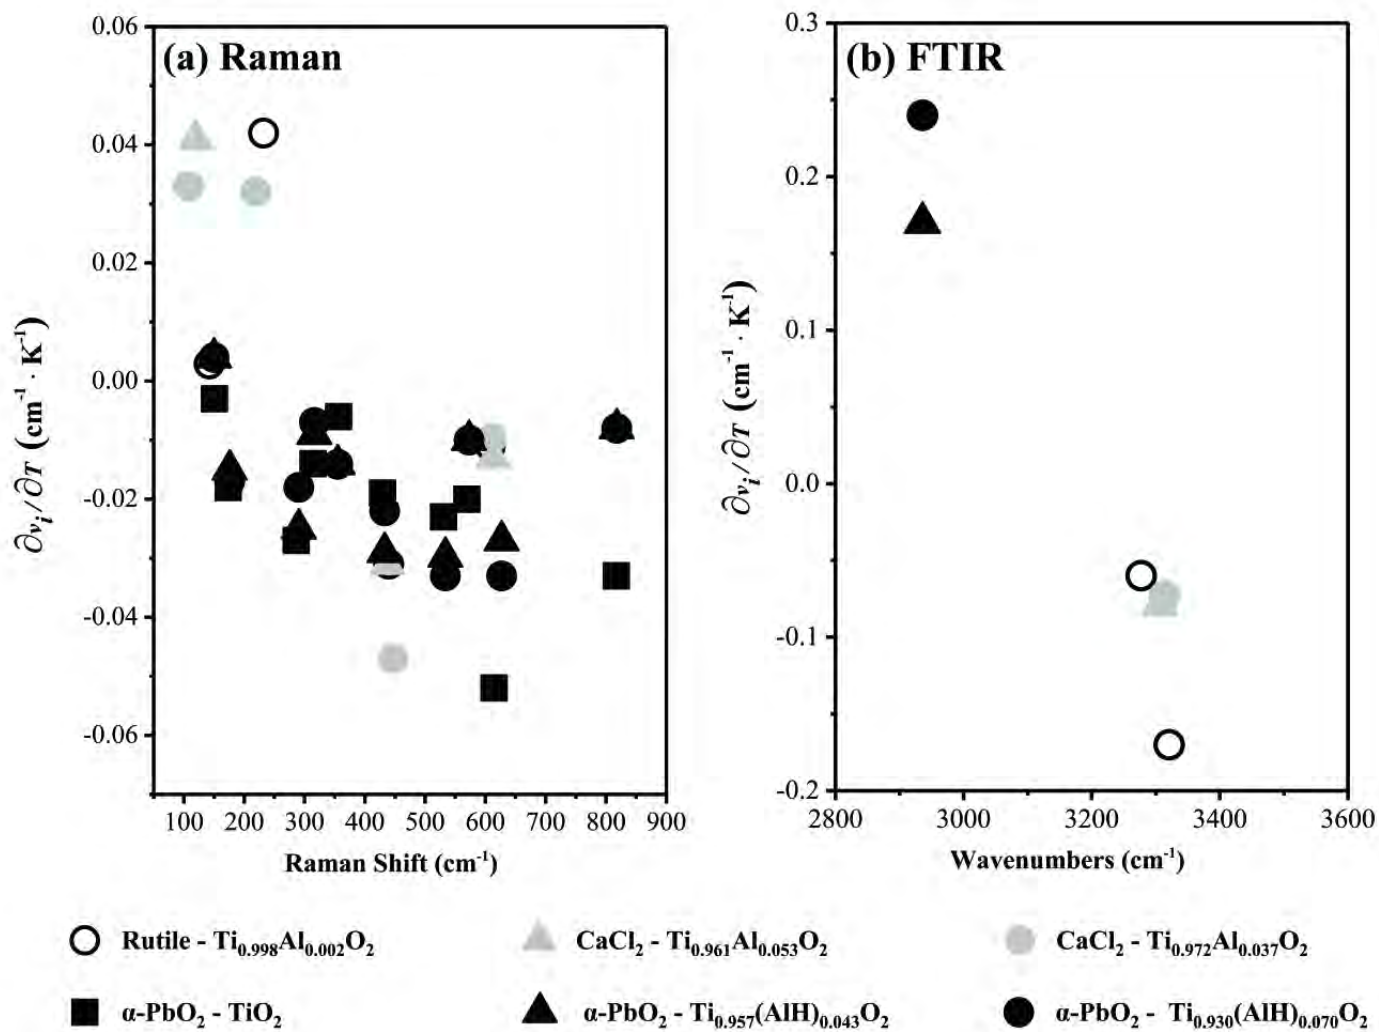 (a) Raman
0.06
0.04
0.02
0.00
-0.02
-0.04
-0.06
∂νᵢ/∂T (cm⁻¹ · K⁻¹)
100 200 300 400 500 600 700 800 900
Raman Shift (cm⁻¹)
(b) FTIR
0.3
0.2
0.1
0.0
-0.1
-0.2
∂νᵢ/∂T (cm⁻¹ · K⁻¹)
2800 3000 3200 3400 3600
Wavenumbers (cm⁻¹)
Rutile - Ti₀.₉₉₈Al₀.₀₀₂O₂
CaCl₂ - Ti₀.₉₆₁Al₀.₀₅₃O₂
CaCl₂ - Ti₀.₉₇₂Al₀.₀₃₇O₂
α-PbO₂ - TiO₂
α-PbO₂ - Ti₀.₉₅₇(AlH)₀.₀₄₃O₂
α-PbO₂ - Ti₀.₉₃₀(AlH)₀.₀₇₀O₂